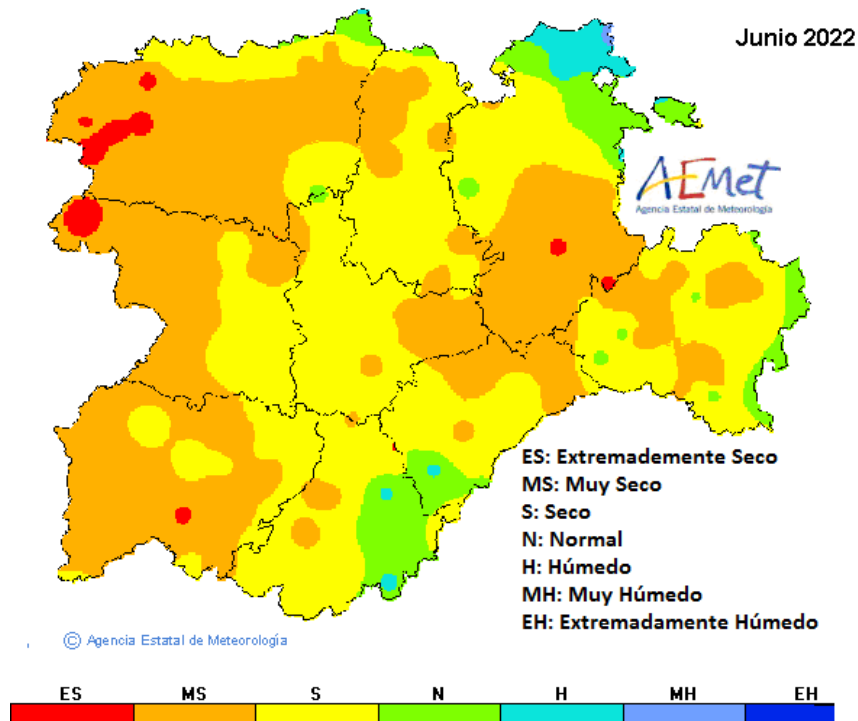 Junio 2022
AEMet
Agencia Estatal de Meteorología
ES: Extremademente Seco
MS: Muy Seco
S: Seco
N: Normal
H: Húmedo
MH: Muy Húmedo
EH: Extremadamente Húmedo
© Agencia Estatal de Meteorología
ES MS S N H MH EH